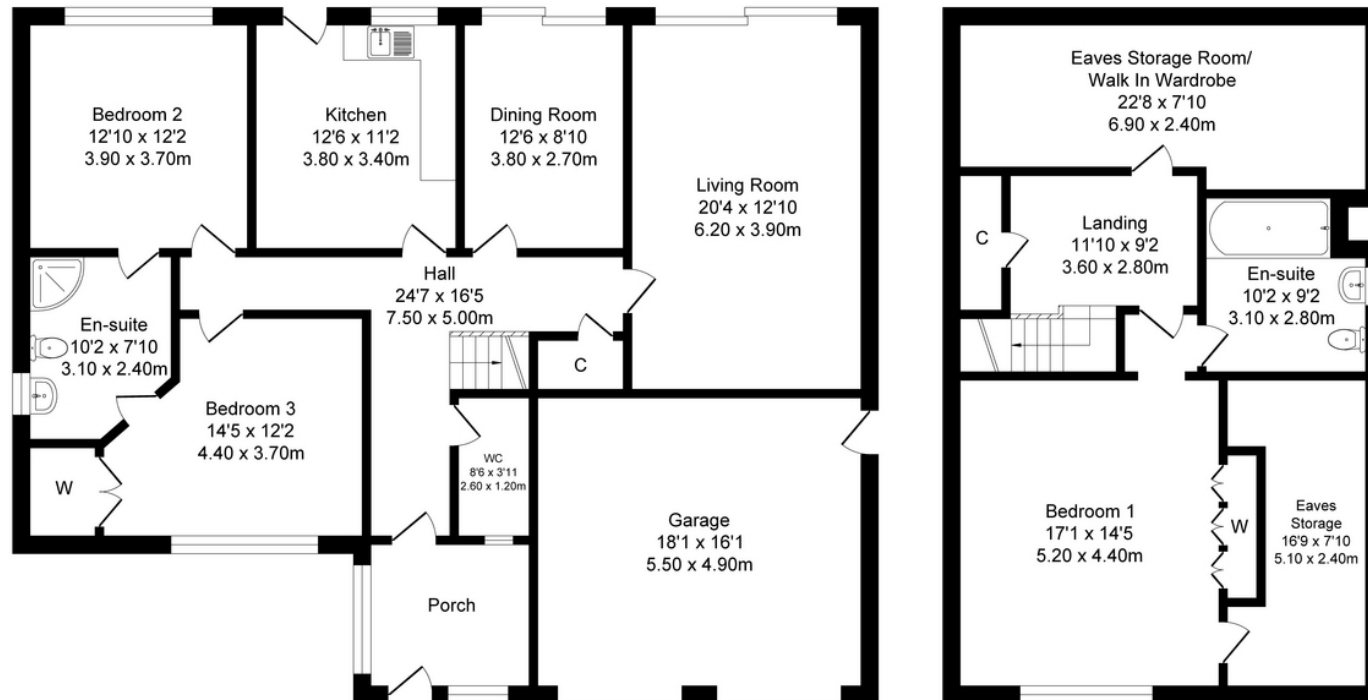 Bedroom 2
12'10 x 12'2
3.90 x 3.70m
Kitchen
12'6 x 11'2
3.80 x 3.40m
Dining Room
12'6 x 8'10
3.80 x 2.70m
Living Room
20'4 x 12'10
6.20 x 3.90m
Hall
24'7 x 16'5
7.50 x 5.00m
En-suite
10'2 x 7'10
3.10 x 2.40m
C
Bedroom 3
14'5 x 12'2
4.40 x 3.70m
W
WC
8'6 x 3'11
2.60 x 1.20m
Garage
18'1 x 16'1
5.50 x 4.90m
Porch
Eaves Storage Room/
Walk In Wardrobe
22'8 x 7'10
6.90 x 2.40m
C
Landing
11'10 x 9'2
3.60 x 2.80m
En-suite
10'2 x 9'2
3.10 x 2.80m
Bedroom 1
17'1 x 14'5
5.20 x 4.40m
W
Eaves
Storage
16'9 x 7'10
5.10 x 2.40m